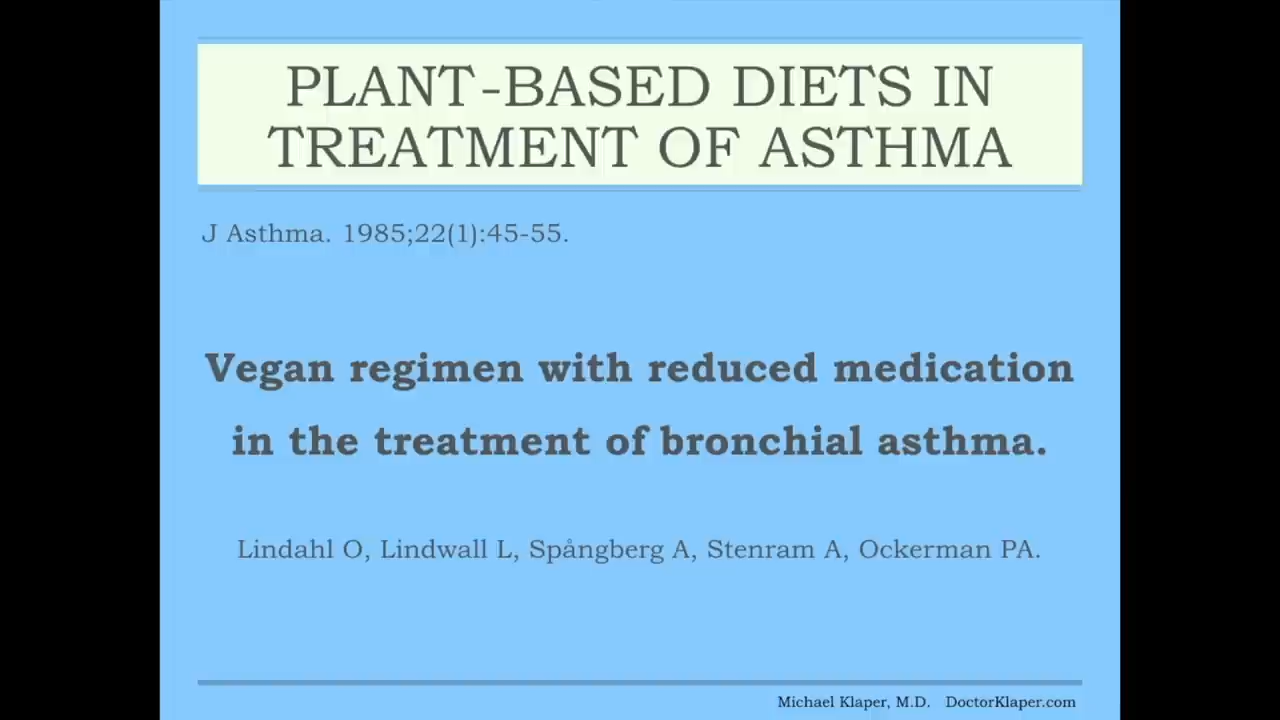 PLANT-BASED DIETS IN
TREATMENT OF ASTHMA
J Asthma. 1985;22(1):45-55.
Vegan regimen with reduced medication
in the treatment of bronchial asthma.
Lindahl O, Lindwall L, Spångberg A, Stenram A, Ockerman PA.
Michael Klaper, M.D. DoctorKlaper.com